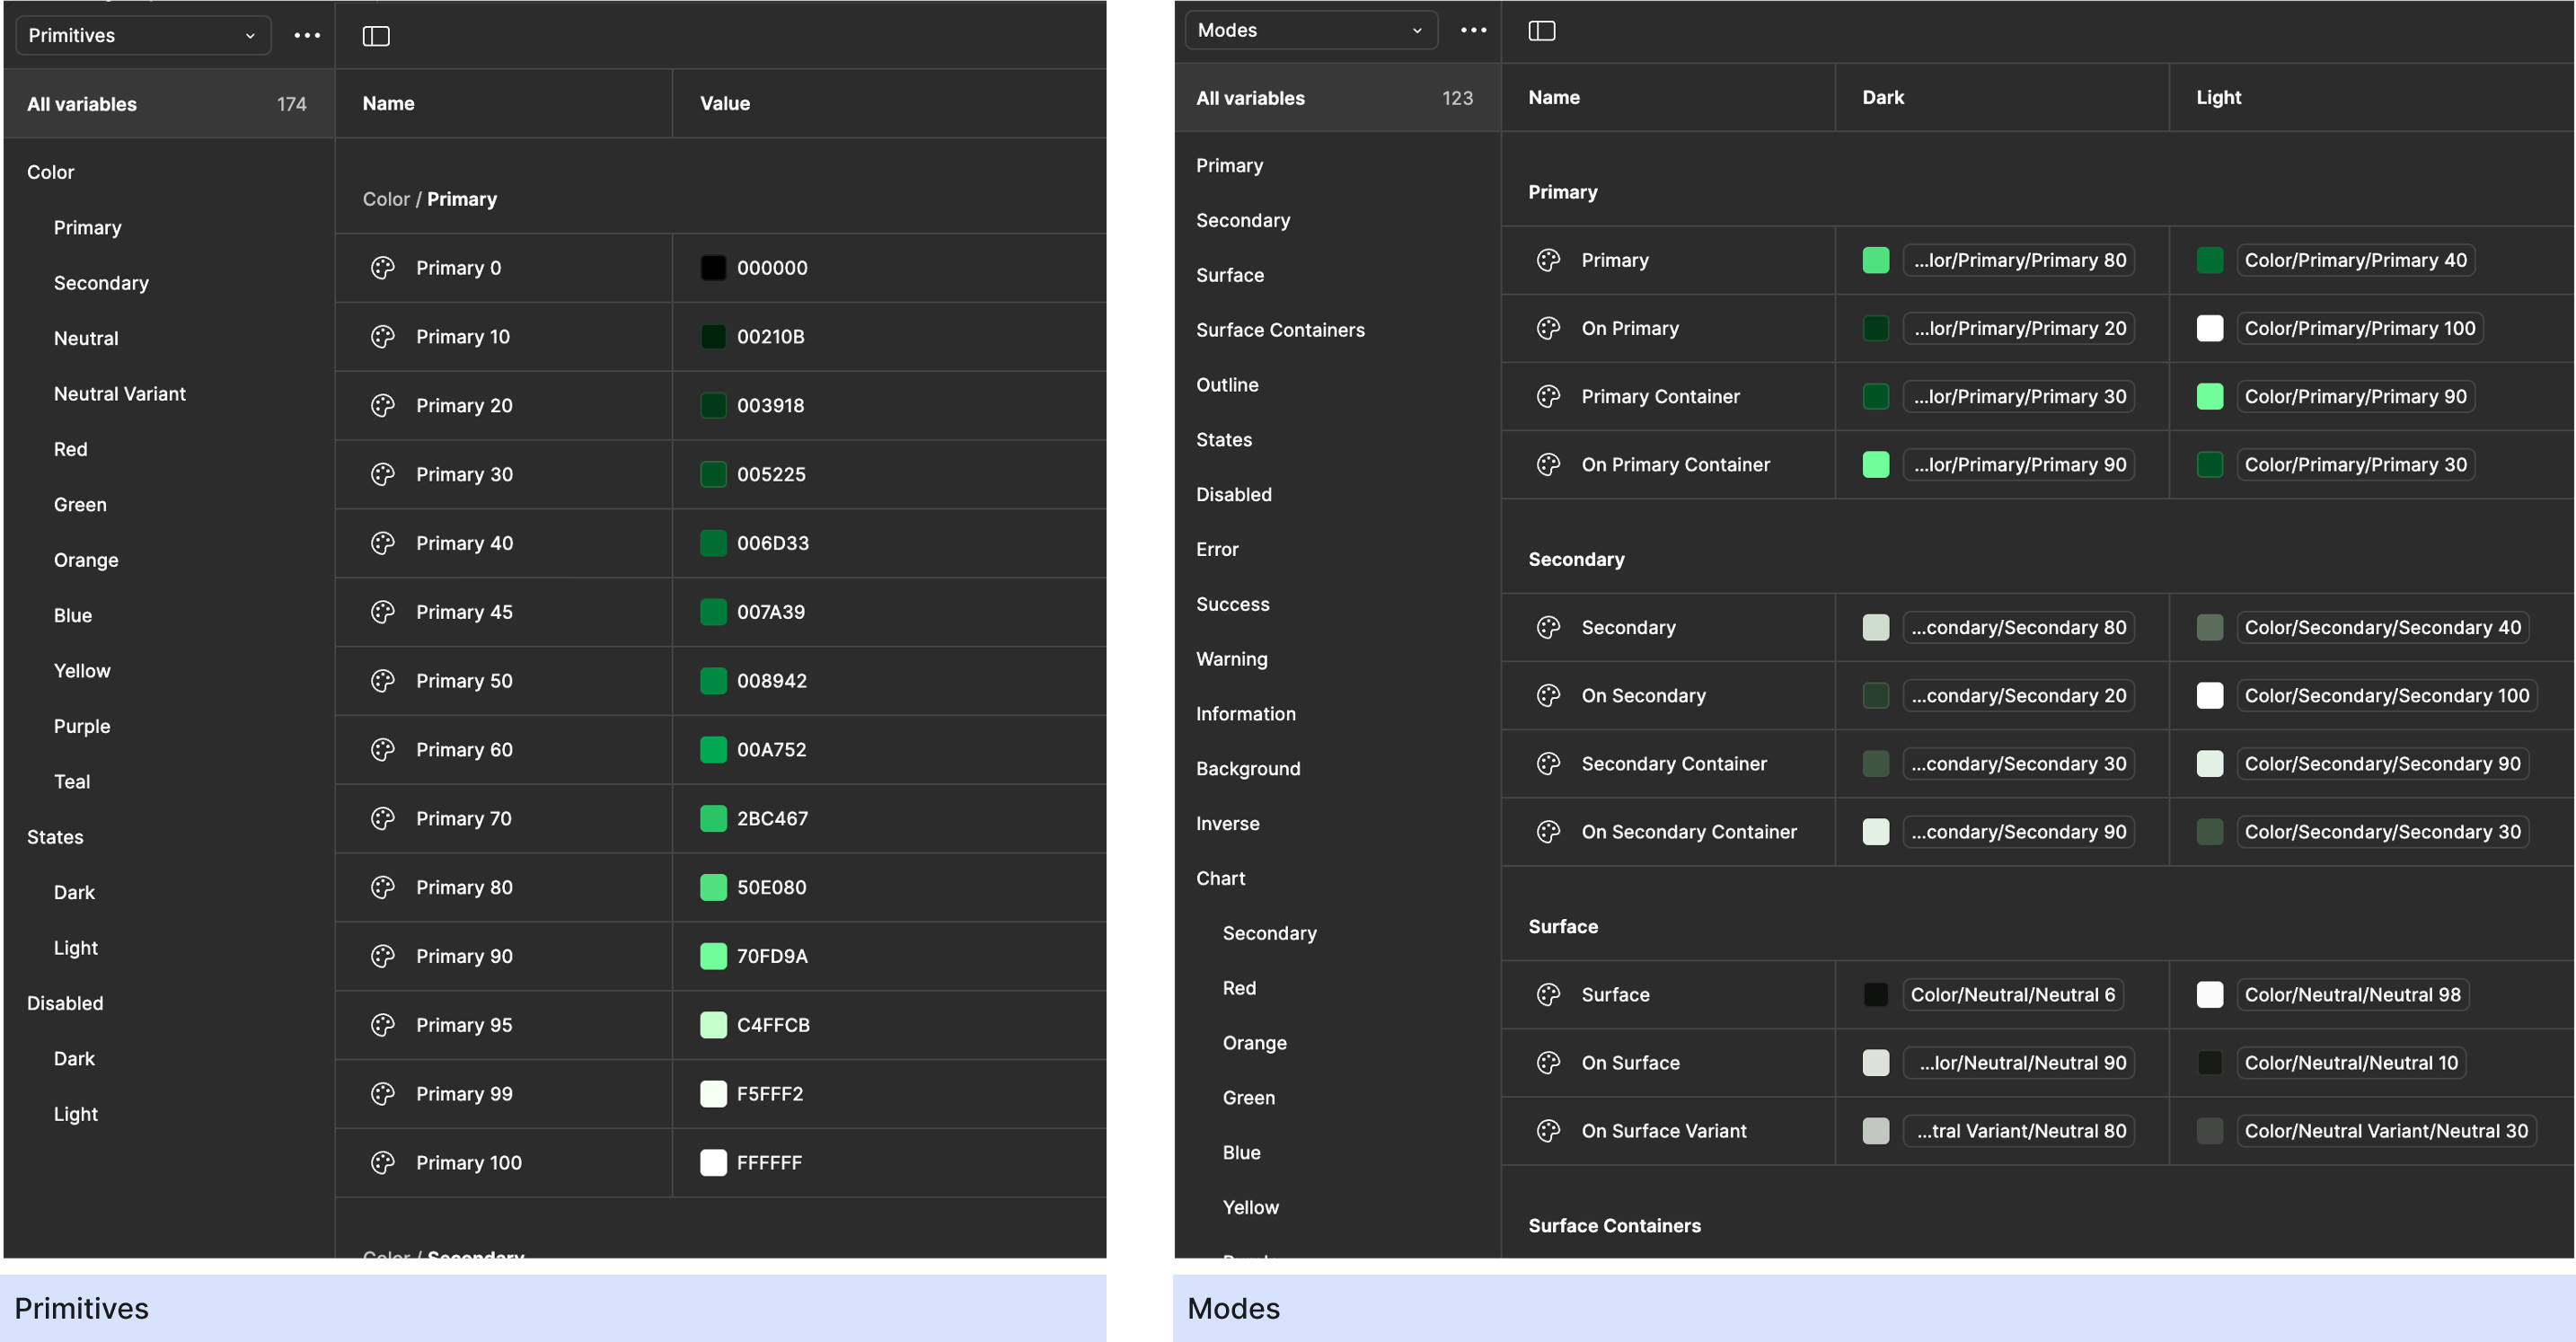 Primitives
All variables 174
Color
Primary
Secondary
Neutral
Neutral Variant
Red
Green
Orange
Blue
Yellow
Purple
Teal
States
Dark
Light
Disabled
Dark
Light
Name Value
Color / Primary
Primary 0 000000
Primary 10 00210B
Primary 20 003918
Primary 30 005225
Primary 40 006D33
Primary 45 007A39
Primary 50 008942
Primary 60 00A752
Primary 70 2BC467
Primary 80 50E080
Primary 90 70FD9A
Primary 95 C4FFCB
Primary 99 F5FFF2
Primary 100 FFFFFF
Color / Secondary
Primitives
Modes
All variables 123
Primary
Secondary
Surface
Surface Containers
Outline
States
Disabled
Error
Success
Warning
Information
Background
Inverse
Chart
Secondary
Red
Orange
Green
Blue
Yellow
Name Dark Light
Primary
Primary ...lor/Primary/Primary 80 Color/Primary/Primary 40
On Primary ...lor/Primary/Primary 20 Color/Primary/Primary 100
Primary Container ...lor/Primary/Primary 30 Color/Primary/Primary 90
On Primary Container ...lor/Primary/Primary 90 Color/Primary/Primary 30
Secondary
Secondary ...condary/Secondary 80 Color/Secondary/Secondary 40
On Secondary ...condary/Secondary 20 Color/Secondary/Secondary 100
Secondary Container ...condary/Secondary 30 Color/Secondary/Secondary 90
On Secondary Container ...condary/Secondary 90 Color/Secondary/Secondary 30
Surface
Surface Color/Neutral/Neutral 6 Color/Neutral/Neutral 98
On Surface ...lor/Neutral/Neutral 90 Color/Neutral/Neutral 10
On Surface Variant ...tral Variant/Neutral 80 Color/Neutral Variant/Neutral 30
Surface Containers
Modes